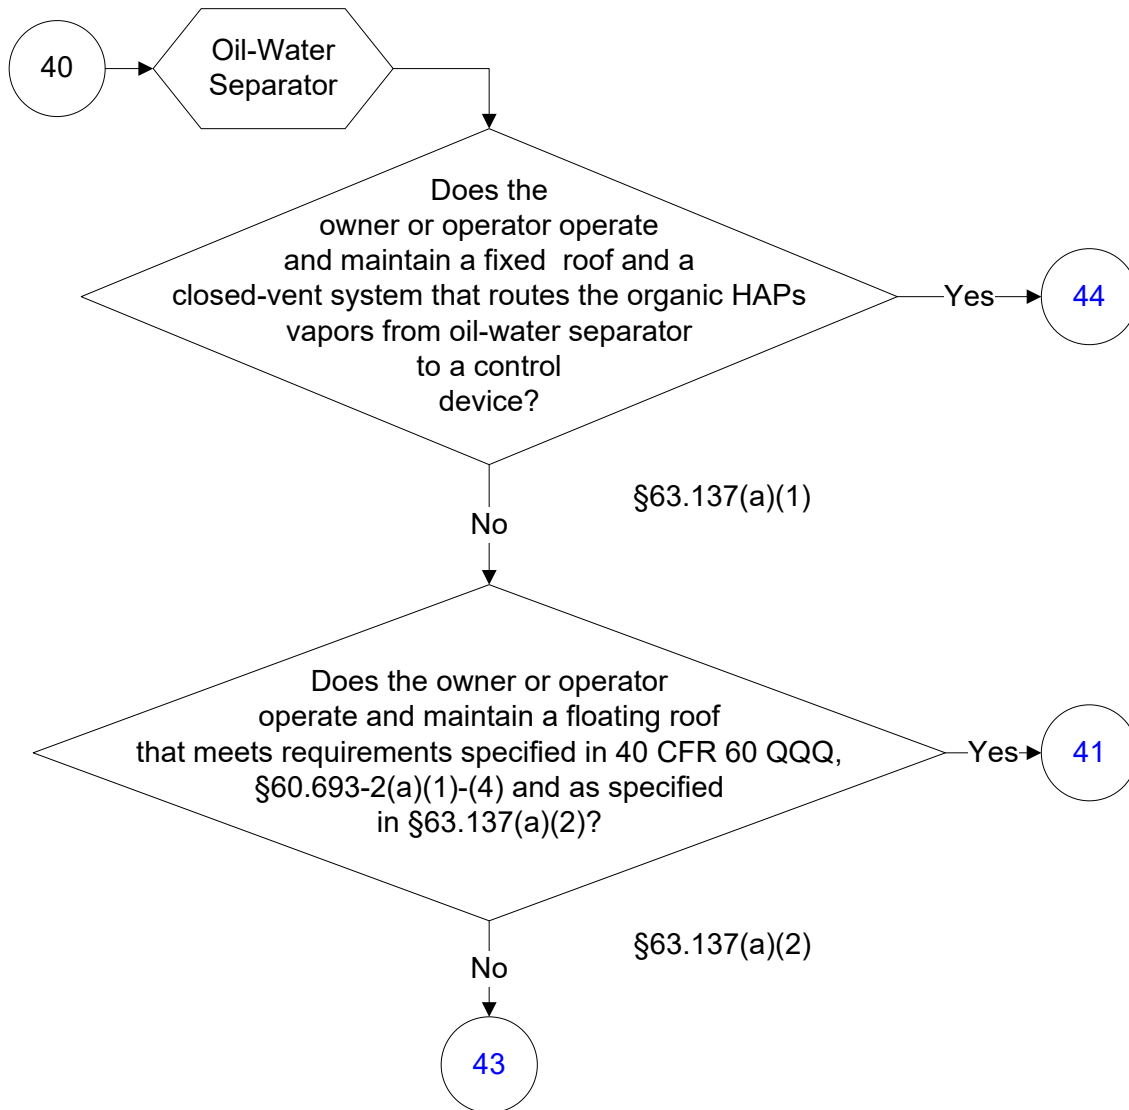 40
Oil-Water
Separator
Does the
owner or operator operate
and maintain a fixed roof and a
closed-vent system that routes the organic HAPs
vapors from oil-water separator
to a control
device?
Yes
44
§63.137(a)(1)
No
Does the owner or operator
operate and maintain a floating roof
that meets requirements specified in 40 CFR 60 QQQ,
§60.693-2(a)(1)-(4) and as specified
in §63.137(a)(2)?
Yes
41
§63.137(a)(2)
No
43